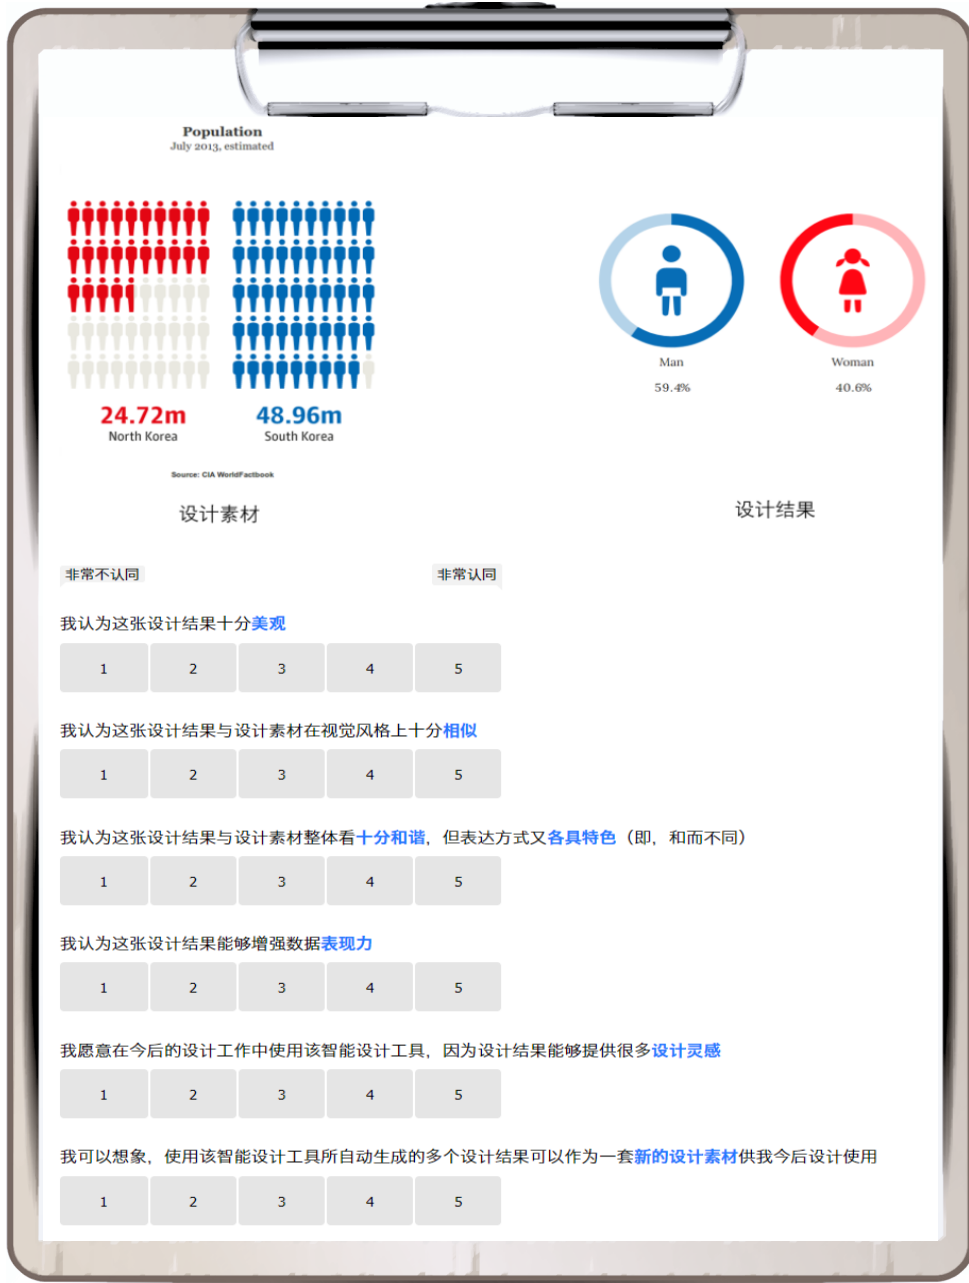 Population
July 2013, estimated
24.72m
North Korea
48.96m
South Korea
Source: CIA WorldFactbook
设计素材
Man
59.4%
Woman
40.6%
设计结果
非常不认同 非常认同
我认为这张设计结果十分美观
1 2 3 4 5
我认为这张设计结果与设计素材在视觉风格上十分相似
1 2 3 4 5
我认为这张设计结果与设计素材整体看十分和谐，但表达方式又各具特色（即，和而不同）
1 2 3 4 5
我认为这张设计结果能够增强数据表现力
1 2 3 4 5
我愿意在今后的设计工作中使用该智能设计工具，因为设计结果能够提供很多设计灵感
1 2 3 4 5
我可以想象，使用该智能设计工具所自动生成的多个设计结果可以作为一套新的设计素材供我今后设计使用
1 2 3 4 5